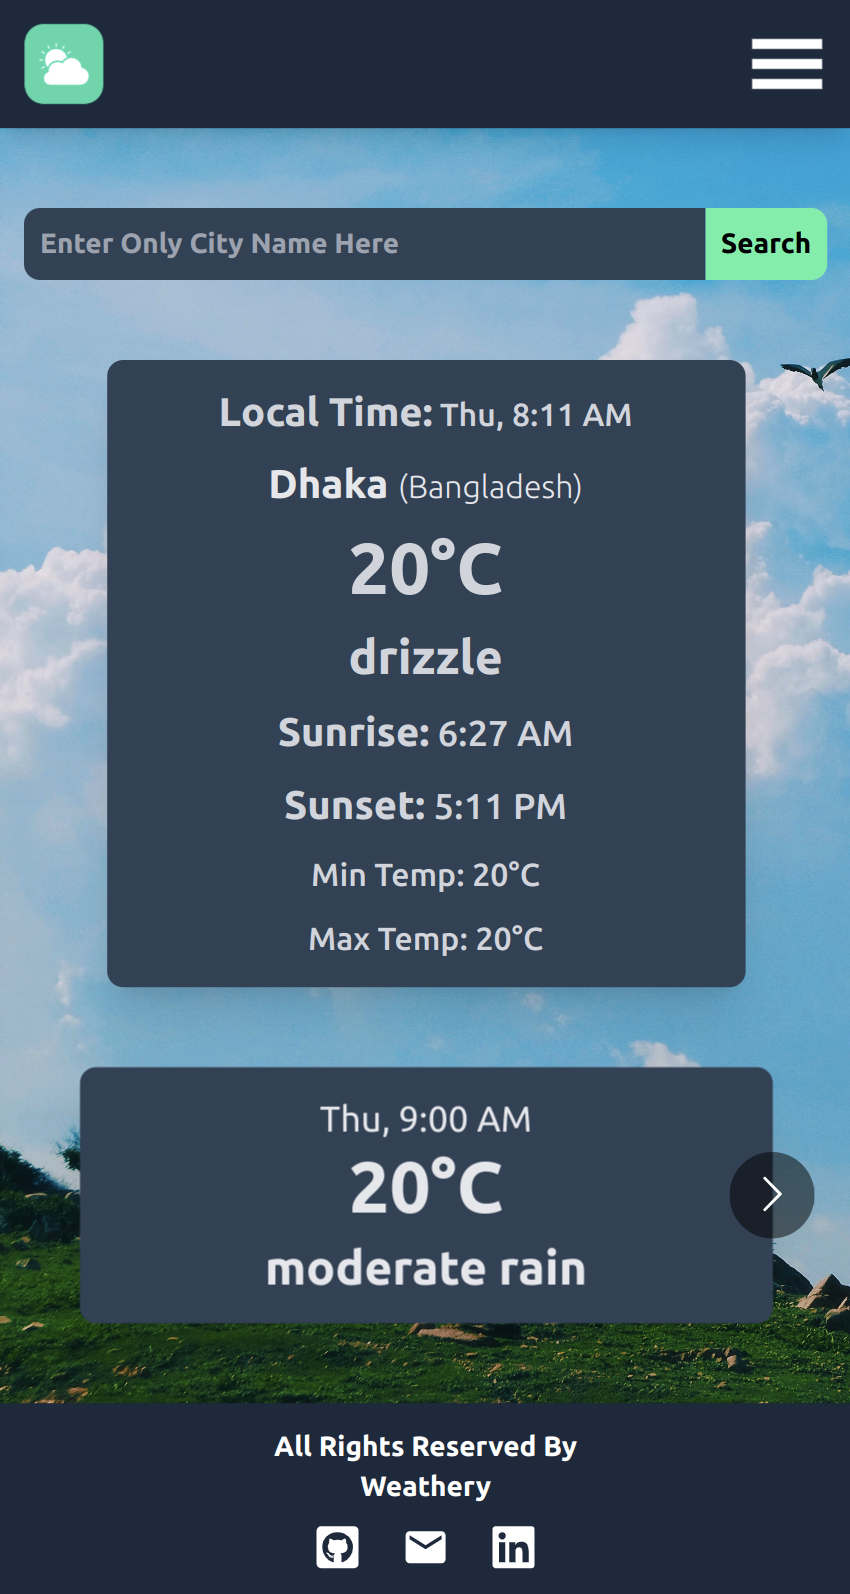 Enter Only City Name Here
Search
Local Time: Thu, 8:11 AM
Dhaka (Bangladesh)
20°C
drizzle
Sunrise: 6:27 AM
Sunset: 5:11 PM
Min Temp: 20°C
Max Temp: 20°C
Thu, 9:00 AM
20°C
moderate rain
All Rights Reserved By
Weathery
in